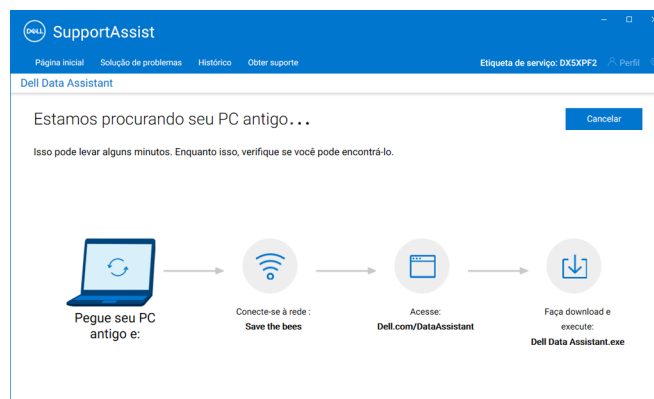 DELL SupportAssist
Página inicial Solução de problemas Histórico Obter suporte Etiqueta de serviço: DX5XPF2 Perfil
Dell Data Assistant
Estamos procurando seu PC antigo...
Cancelar
Isso pode levar alguns minutos. Enquanto isso, verifique se você pode encontrá-lo.
Pegue seu PC
antigo e:
Conecte-se à rede :
Save the bees
Acesse:
Dell.com/DataAssistant
Faça download e
execute:
Dell Data Assistant.exe